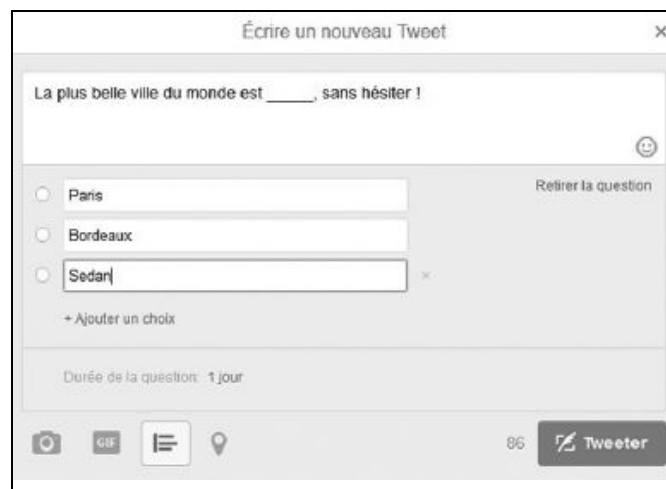 Écrire un nouveau Tweet ×
La plus belle ville du monde est _____, sans hésiter !
Retirer la question
Paris
Bordeaux
Sedan ×
+ Ajouter un choix
Durée de la question: 1 jour
GIF
86 Tweeter